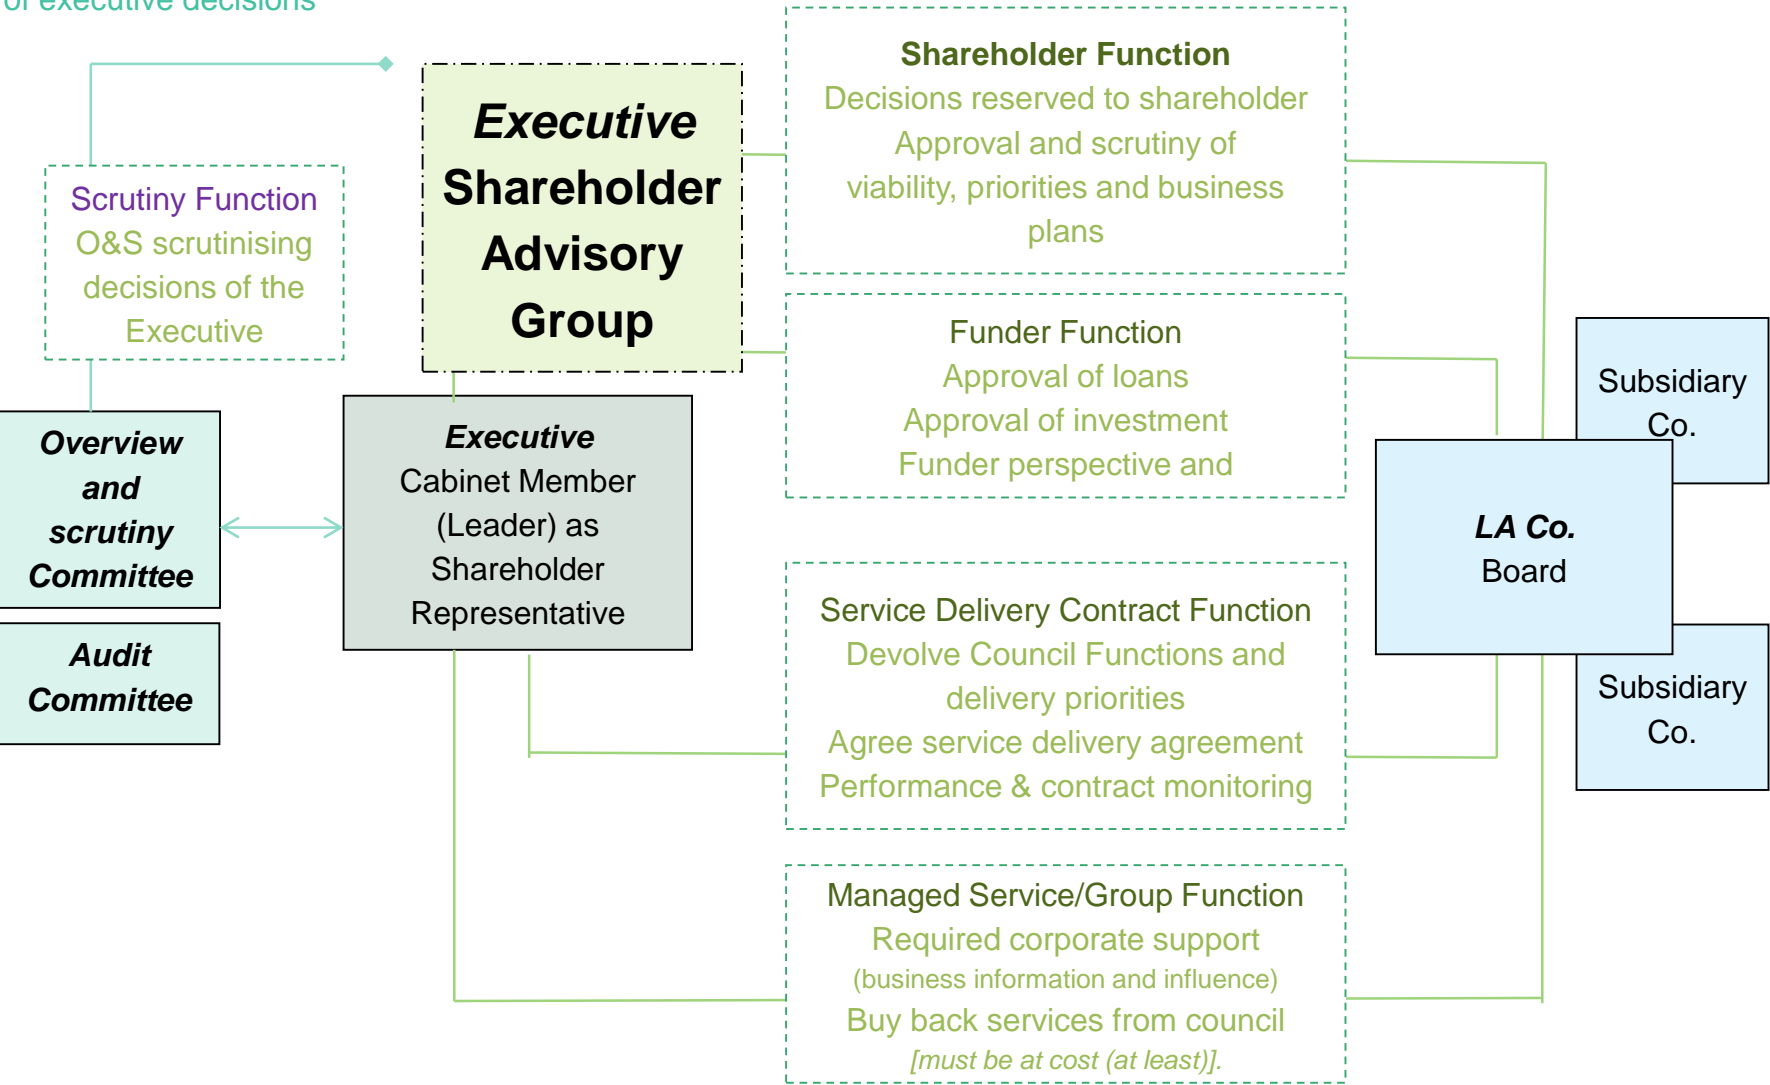 of executive decisions
Scrutiny Function
O&S scrutinising
decisions of the
Executive
Overview
and
scrutiny
Committee
Audit
Committee
Executive
Shareholder
Advisory
Group
Executive
Cabinet Member
(Leader) as
Shareholder
Representative
Shareholder Function
Decisions reserved to shareholder
Approval and scrutiny of
viability, priorities and business
plans
Funder Function
Approval of loans
Approval of investment
Funder perspective and
Service Delivery Contract Function
Devolve Council Functions and
delivery priorities
Agree service delivery agreement
Performance & contract monitoring
Managed Service/Group Function
Required corporate support
(business information and influence)
Buy back services from council
[must be at cost (at least)].
Subsidiary
Co.
LA Co.
Board
Subsidiary
Co.